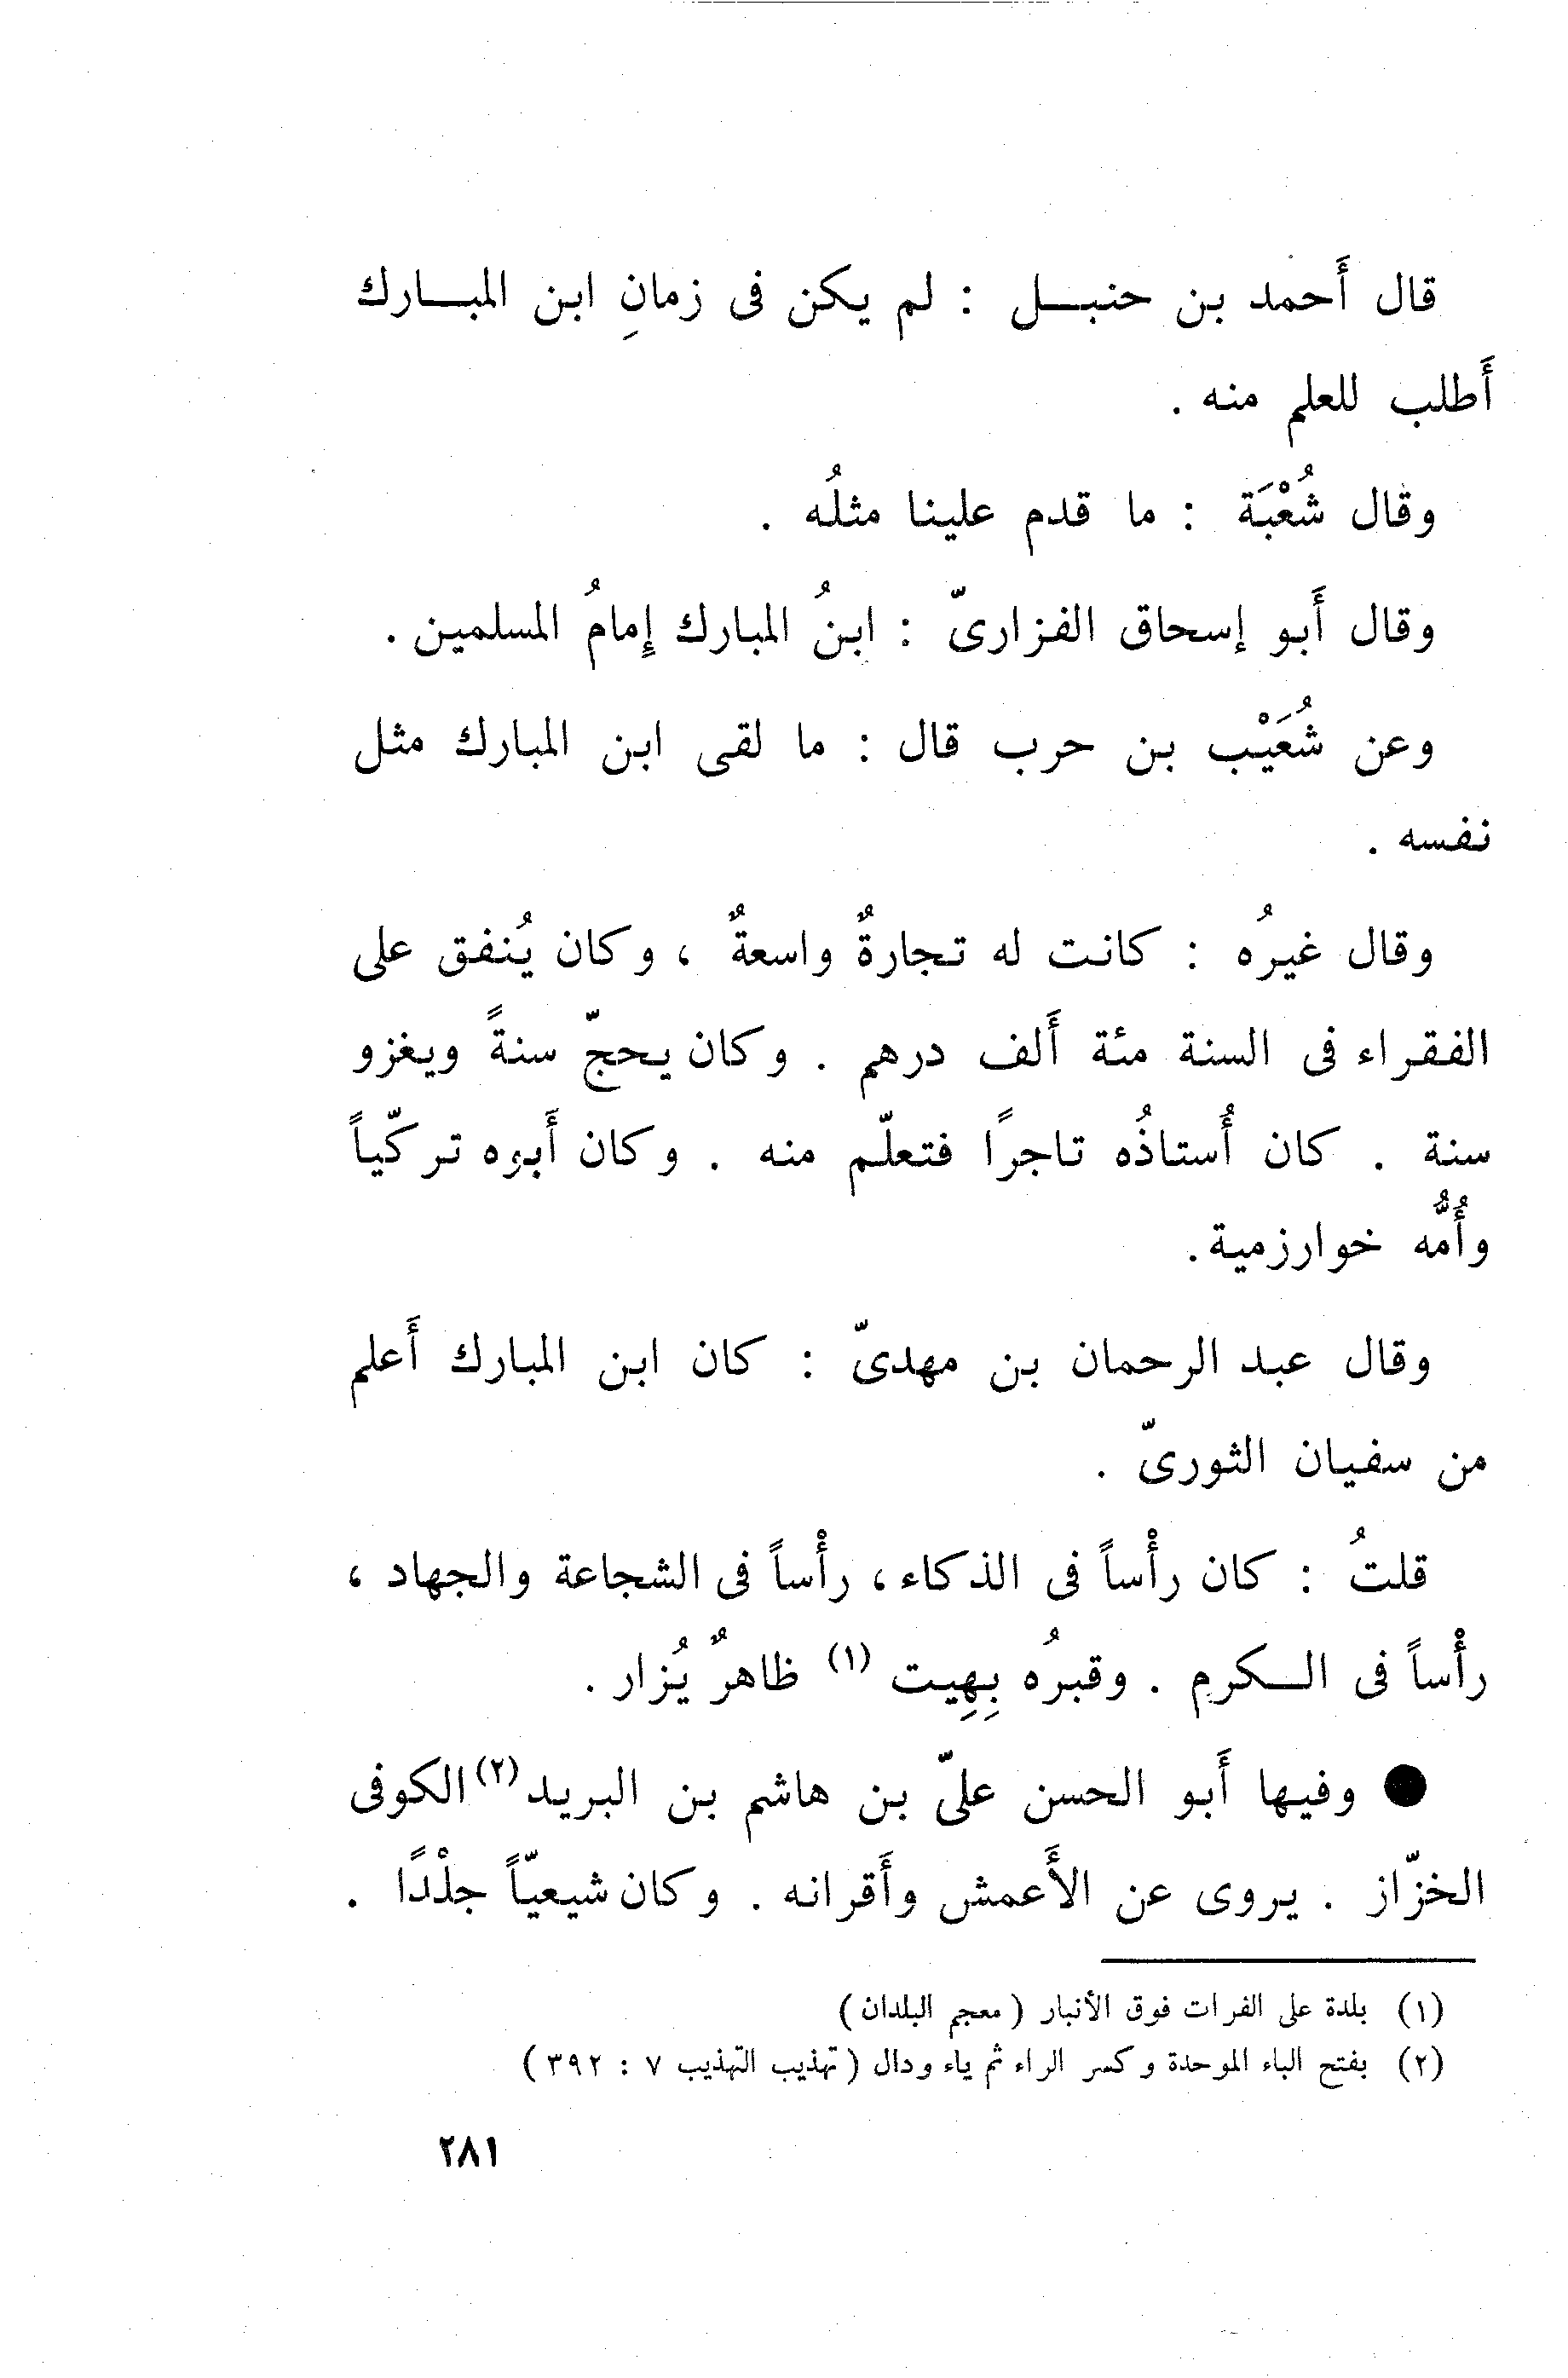 قال أَحمد بن حنبـــل : لم يكن فى زمانِ ابن المبـــارك
أَطلب للعلم منه .
وقال شُعْبَة : ما قدم علينا مثلُه .
وقال أَبو إسحاق الفزارىّ : ابنُ المبارك إِمامُ المسلمين .
وعن شُعَيْب بن حرب قال : ما لقى ابن المبارك مثل
نفسه .
وقال غيرُه : كانت له تجارةٌ واسعةٌ ، وكان يُنفق على
الفقراء فى السنة مئة أَلف درهم . وكان يحجّ سنةً ويغزو
سنة . كان أُستاذُه تاجرًا فتعلّم منه . وكان أَبوه تركّياً
وأُمُّه خوارزمية .
وقال عبد الرحمان بن مهدىّ : كان ابن المبارك أَعلم
من سفيان الثورىّ .
قلتُ : كان رأْساً فى الذكاء ، رأْساً فى الشجاعة والجهاد ،
رأْساً فى الـــكرم . وقبرُه بِهِيت (١) ظاهرٌ يُزار .
● وفيها أَبو الحسن علىّ بن هاشم بن البريد (٢) الكوفى
الخزّاز . يروى عن الأَعمش وأَقرانه . وكان شيعيّاً جلْدًا .
(١) بلدة على الفرات فوق الأنبار ( معجم البلدان )
(٢) بفتح الباء الموحدة وكسر الراء ثم ياء ودال ( تهذيب التهذيب ٧ : ٣٩٢ )
٢٨١